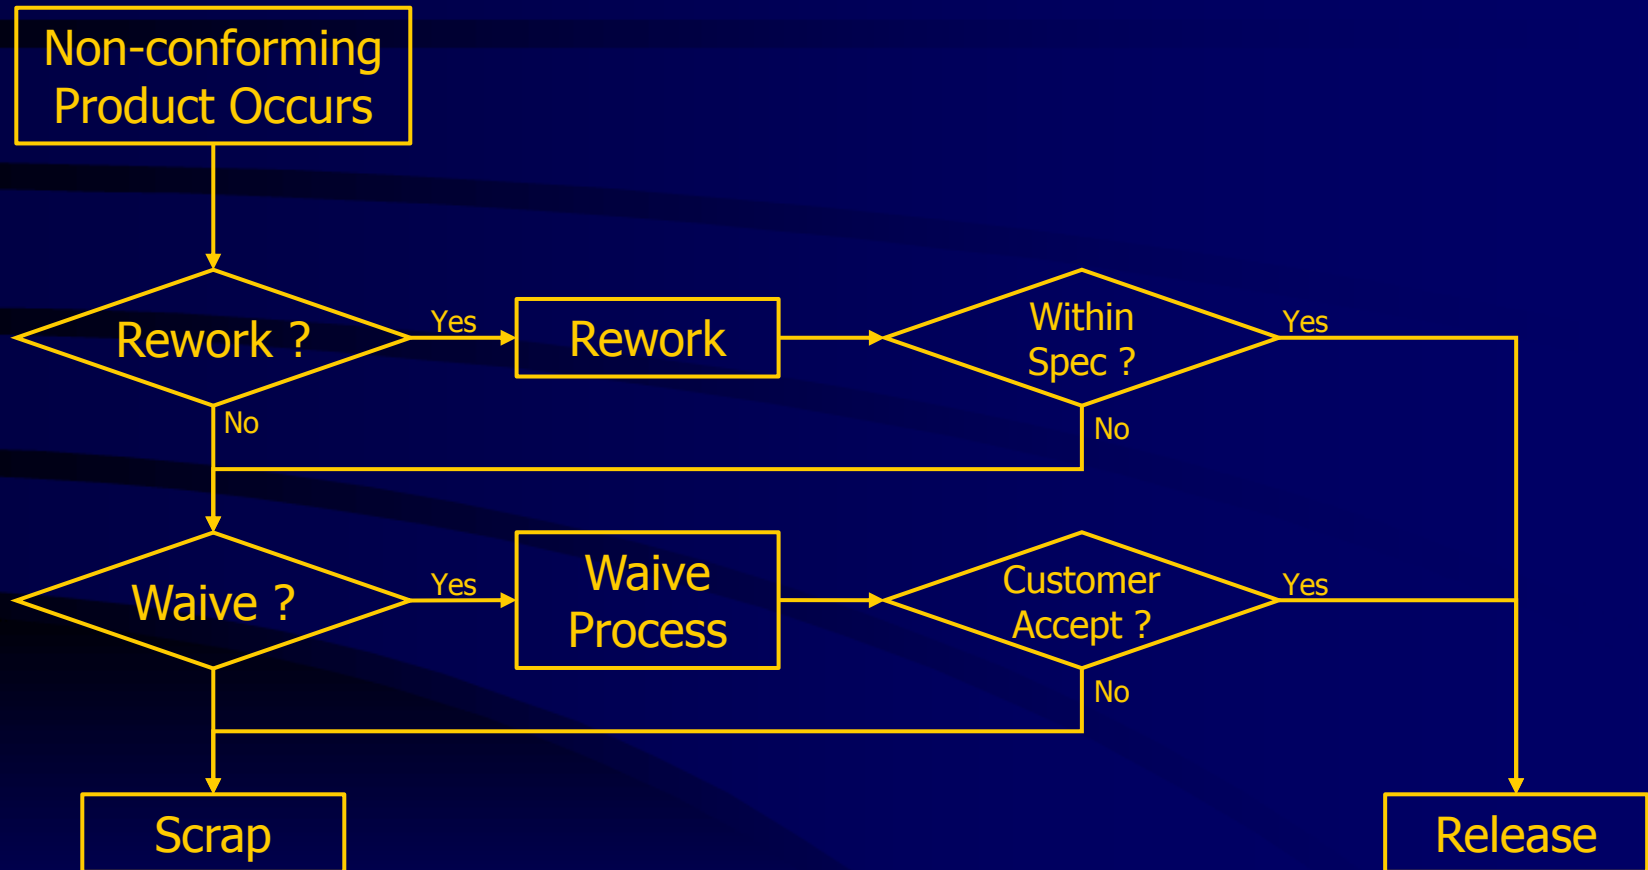 Non-conforming
Product Occurs
Rework ?
Yes
Rework
Within
Spec ?
Yes
No
No
Waive ?
Yes
Waive
Process
Customer
Accept ?
Yes
No
Scrap
Release